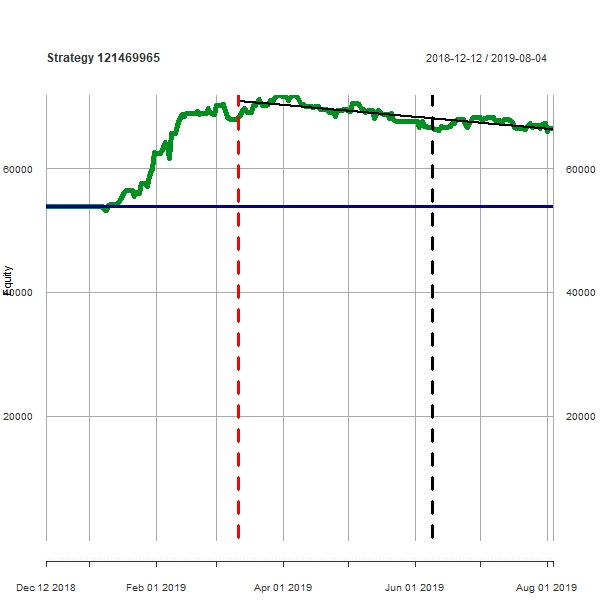 Strategy 121469965
2018-12-12 / 2019-08-04
60000
60000
Equity
40000
40000
20000
20000
Dec 12 2018
Feb 01 2019
Apr 01 2019
Jun 01 2019
Aug 01 2019